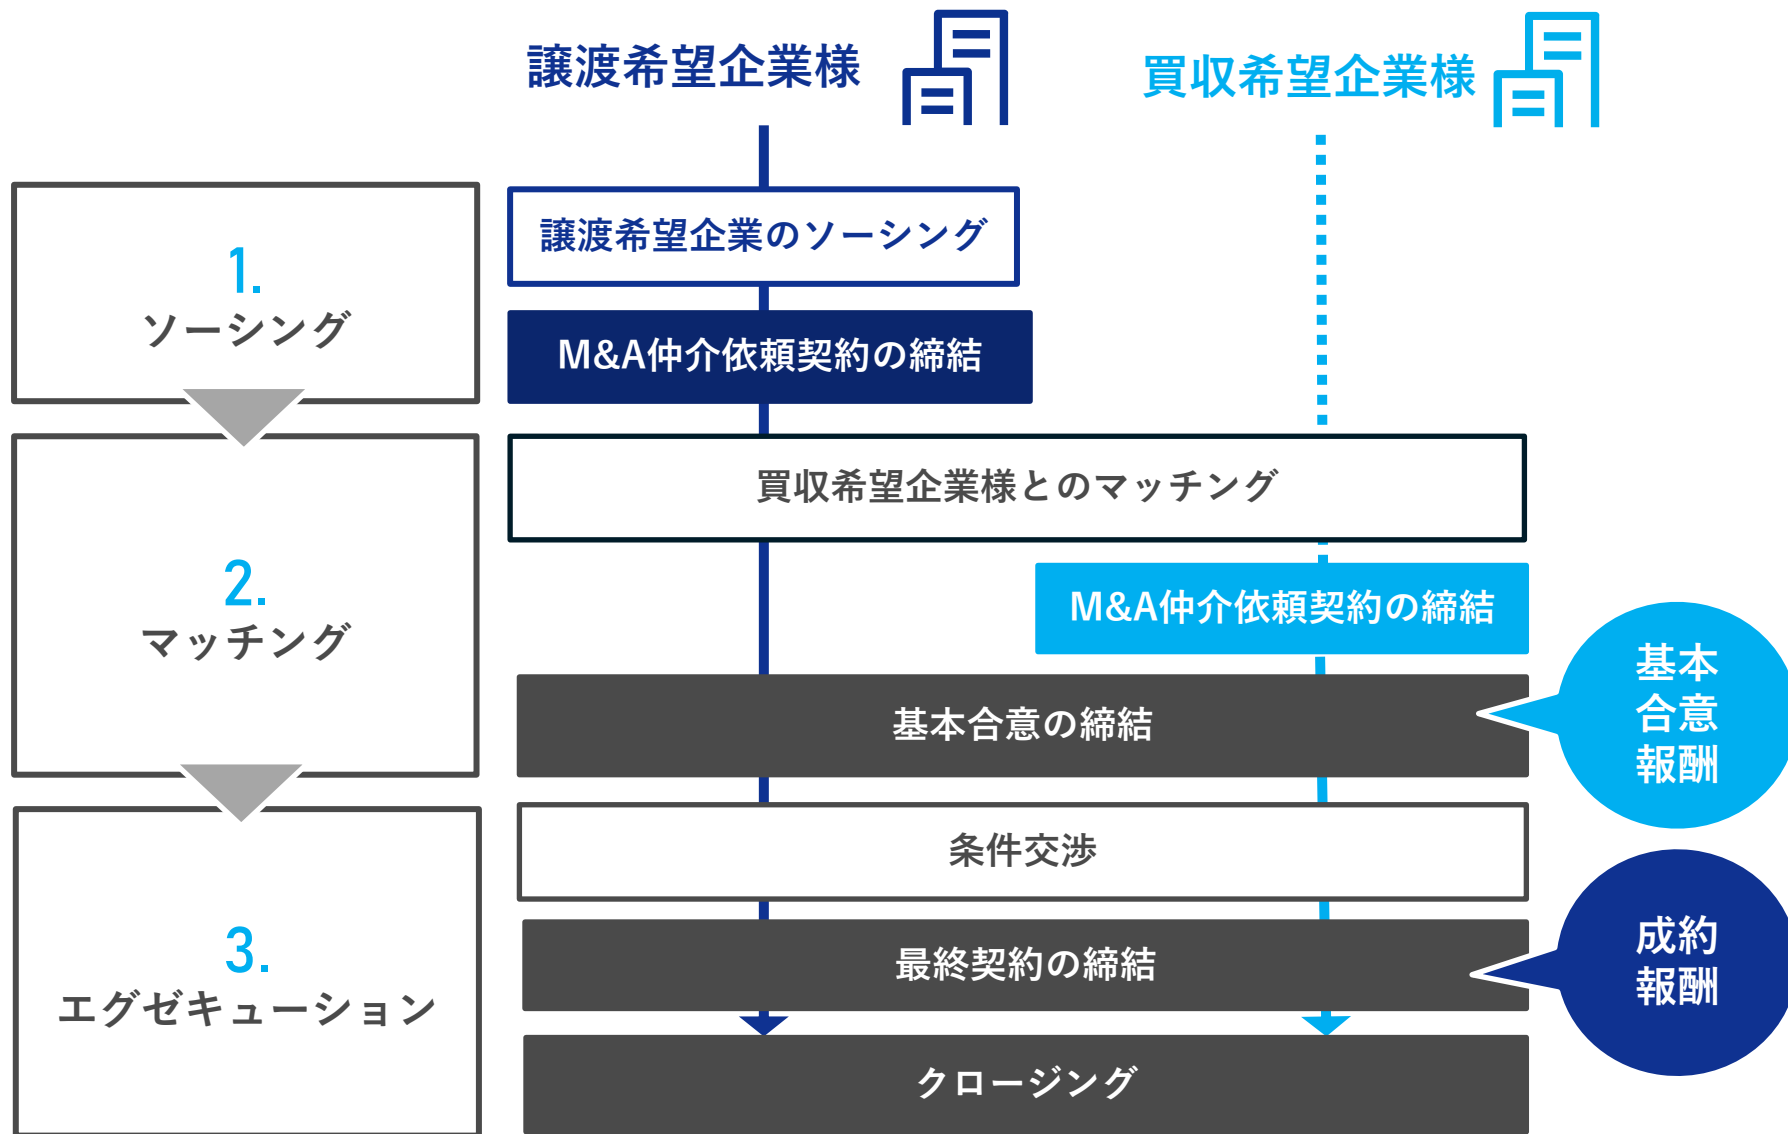 譲渡希望企業様
買収希望企業様
1.
ソーシング
譲渡希望企業のソーシング
M&A仲介依頼契約の締結
2.
マッチング
買収希望企業様とのマッチング
M&A仲介依頼契約の締結
基本合意の締結
基本
合意
報酬
3.
エグゼキューション
条件交渉
最終契約の締結
成約
報酬
クロージング